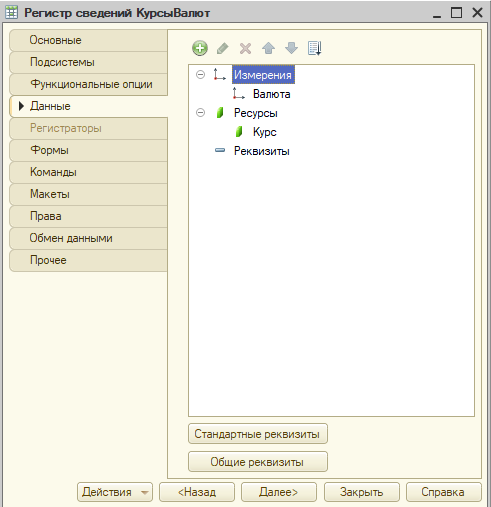 Регистр сведений КурсыВалют
Основные
Подсистемы
Функциональные опции
Данные
Регистраторы
Формы
Команды
Макеты
Права
Обмен данными
Прочее
Измерения
Валюта
Ресурсы
Курс
Реквизиты
Стандартные реквизиты
Общие реквизиты
Действия
<Назад
Далее>
Закрыть
Справка